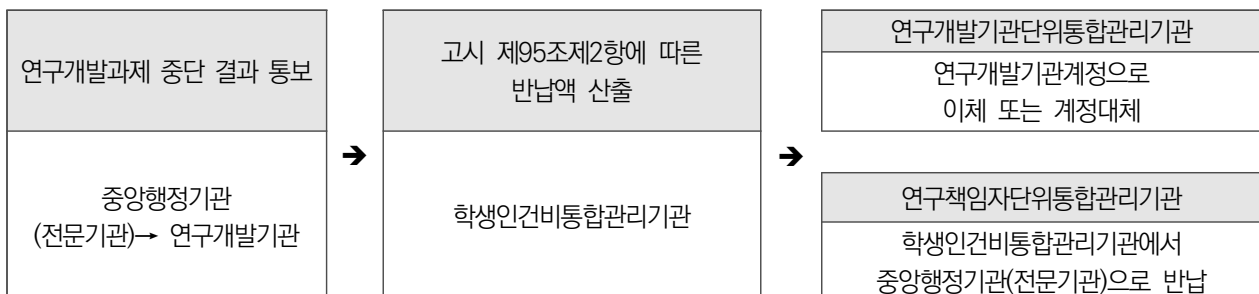 연구개발과제 중단 결과 통보
중앙행정기관
(전문기관)→ 연구개발기관
➔
고시 제95조제2항에 따른
반납액 산출
학생인건비통합관리기관
➔
연구개발기관단위통합관리기관
연구개발기관계정으로
이체 또는 계정대체
연구책임자단위통합관리기관
학생인건비통합관리기관에서
중앙행정기관(전문기관)으로 반납